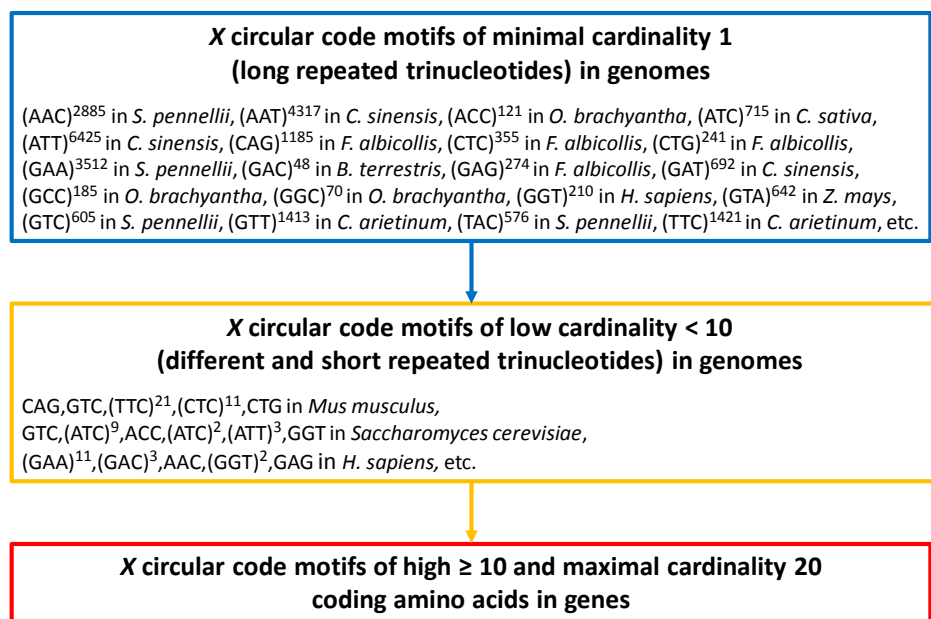 X circular code motifs of minimal cardinality 1
(long repeated trinucleotides) in genomes
(AAC)²⁸⁸⁵ in S. pennellii, (AAT)⁴³¹⁷ in C. sinensis, (ACC)¹²¹ in O. brachyantha, (ATC)⁷¹⁵ in C. sativa,
(ATT)⁶⁴²⁵ in C. sinensis, (CAG)¹¹⁸⁵ in F. albicollis, (CTC)³⁵⁵ in F. albicollis, (CTG)²⁴¹ in F. albicollis,
(GAA)³⁵¹² in S. pennellii, (GAC)⁴⁸ in B. terrestris, (GAG)²⁷⁴ in F. albicollis, (GAT)⁶⁹² in C. sinensis,
(GCC)¹⁸⁵ in O. brachyantha, (GGC)⁷⁰ in O. brachyantha, (GGT)²¹⁰ in H. sapiens, (GTA)⁶⁴² in Z. mays,
(GTC)⁶⁰⁵ in S. pennellii, (GTT)¹⁴¹³ in C. arietinum, (TAC)⁵⁷⁶ in S. pennellii, (TTC)¹⁴²¹ in C. arietinum, etc.
X circular code motifs of low cardinality < 10
(different and short repeated trinucleotides) in genomes
CAG,GTC,(TTC)²¹,(CTC)¹¹,CTG in Mus musculus,
GTC,(ATC)⁹,ACC,(ATC)²,(ATT)³,GGT in Saccharomyces cerevisiae,
(GAA)¹¹,(GAC)³,AAC,(GGT)²,GAG in H. sapiens, etc.
X circular code motifs of high ≥ 10 and maximal cardinality 20
coding amino acids in genes